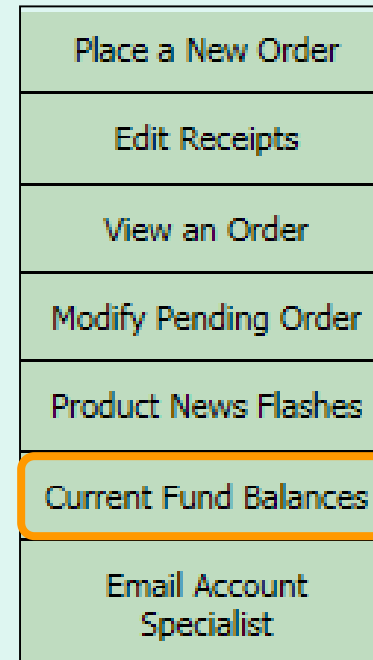 Place a New Order
Edit Receipts
View an Order
Modify Pending Order
Product News Flashes
Current Fund Balances
Email Account
Specialist